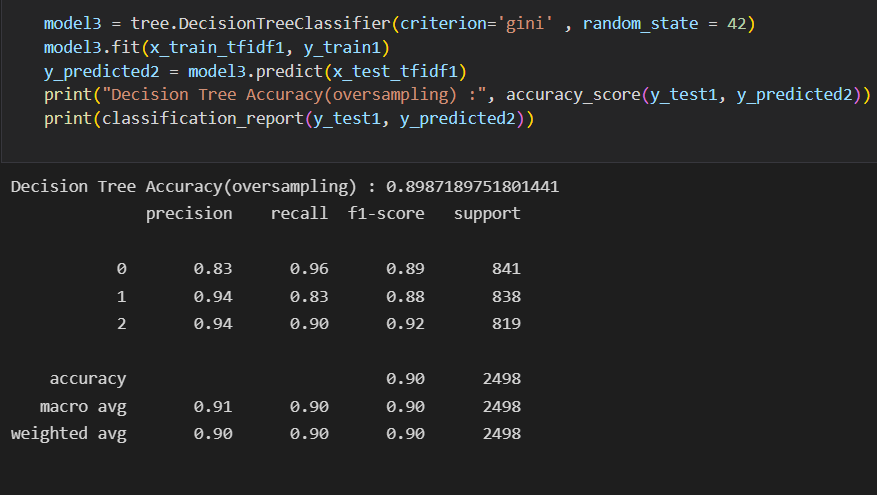 model3 = tree.DecisionTreeClassifier(criterion='gini' , random_state = 42)
model3.fit(x_train_tfidf1, y_train1)
y_predicted2 = model3.predict(x_test_tfidf1)
print("Decision Tree Accuracy(oversampling) :", accuracy_score(y_test1, y_predicted2))
print(classification_report(y_test1, y_predicted2))
Decision Tree Accuracy(oversampling) : 0.8987189751801441
precision recall f1-score support
0 0.83 0.96 0.89 841
1 0.94 0.83 0.88 838
2 0.94 0.90 0.92 819
accuracy 0.90 2498
macro avg 0.91 0.90 0.90 2498
weighted avg 0.90 0.90 0.90 2498